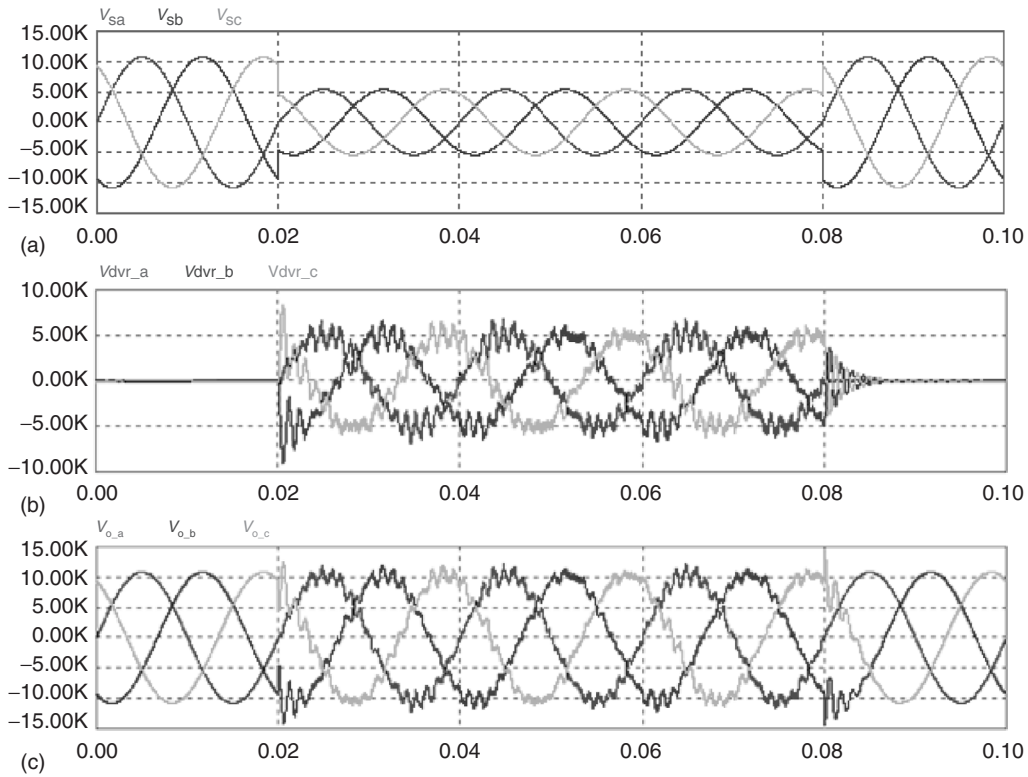 Vsa Vsb Vsc
15.00K
10.00K
5.00K
0.00K
−5.00K
−10.00K
−15.00K
0.00 0.02 0.04 0.06 0.08 0.10
(a)
Vdvr_a Vdvr_b Vdvr_c
10.00K
5.00K
0.00K
−5.00K
−10.00K
0.00 0.02 0.04 0.06 0.08 0.10
(b)
Vo_a Vo_b Vo_c
15.00K
10.00K
5.00K
0.00K
−5.00K
−10.00K
−15.00K
0.00 0.02 0.04 0.06 0.08 0.10
(c)